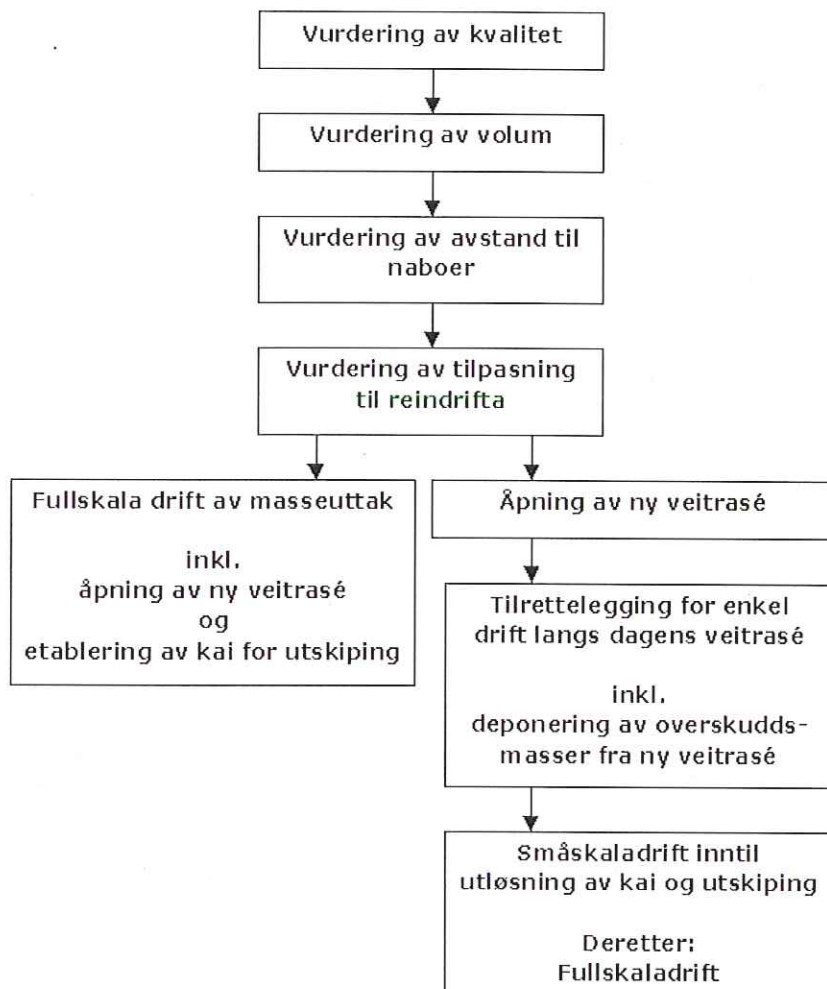 Vurdering av kvalitet
Vurdering av volum
Vurdering av avstand til
naboer
Vurdering av tilpasning
til reindrifta
Fullskala drift av masseuttak
inkl.
åpning av ny veitrasé
og
etablering av kai for utskiping
Åpning av ny veitrasé
Tilrettelegging for enkel
drift langs dagens veitrasé
inkl.
deponering av overskudds-
masser fra ny veitrasé
Småskaladrift inntil
utløsning av kai og utskiping
Deretter:
Fullskaladrift